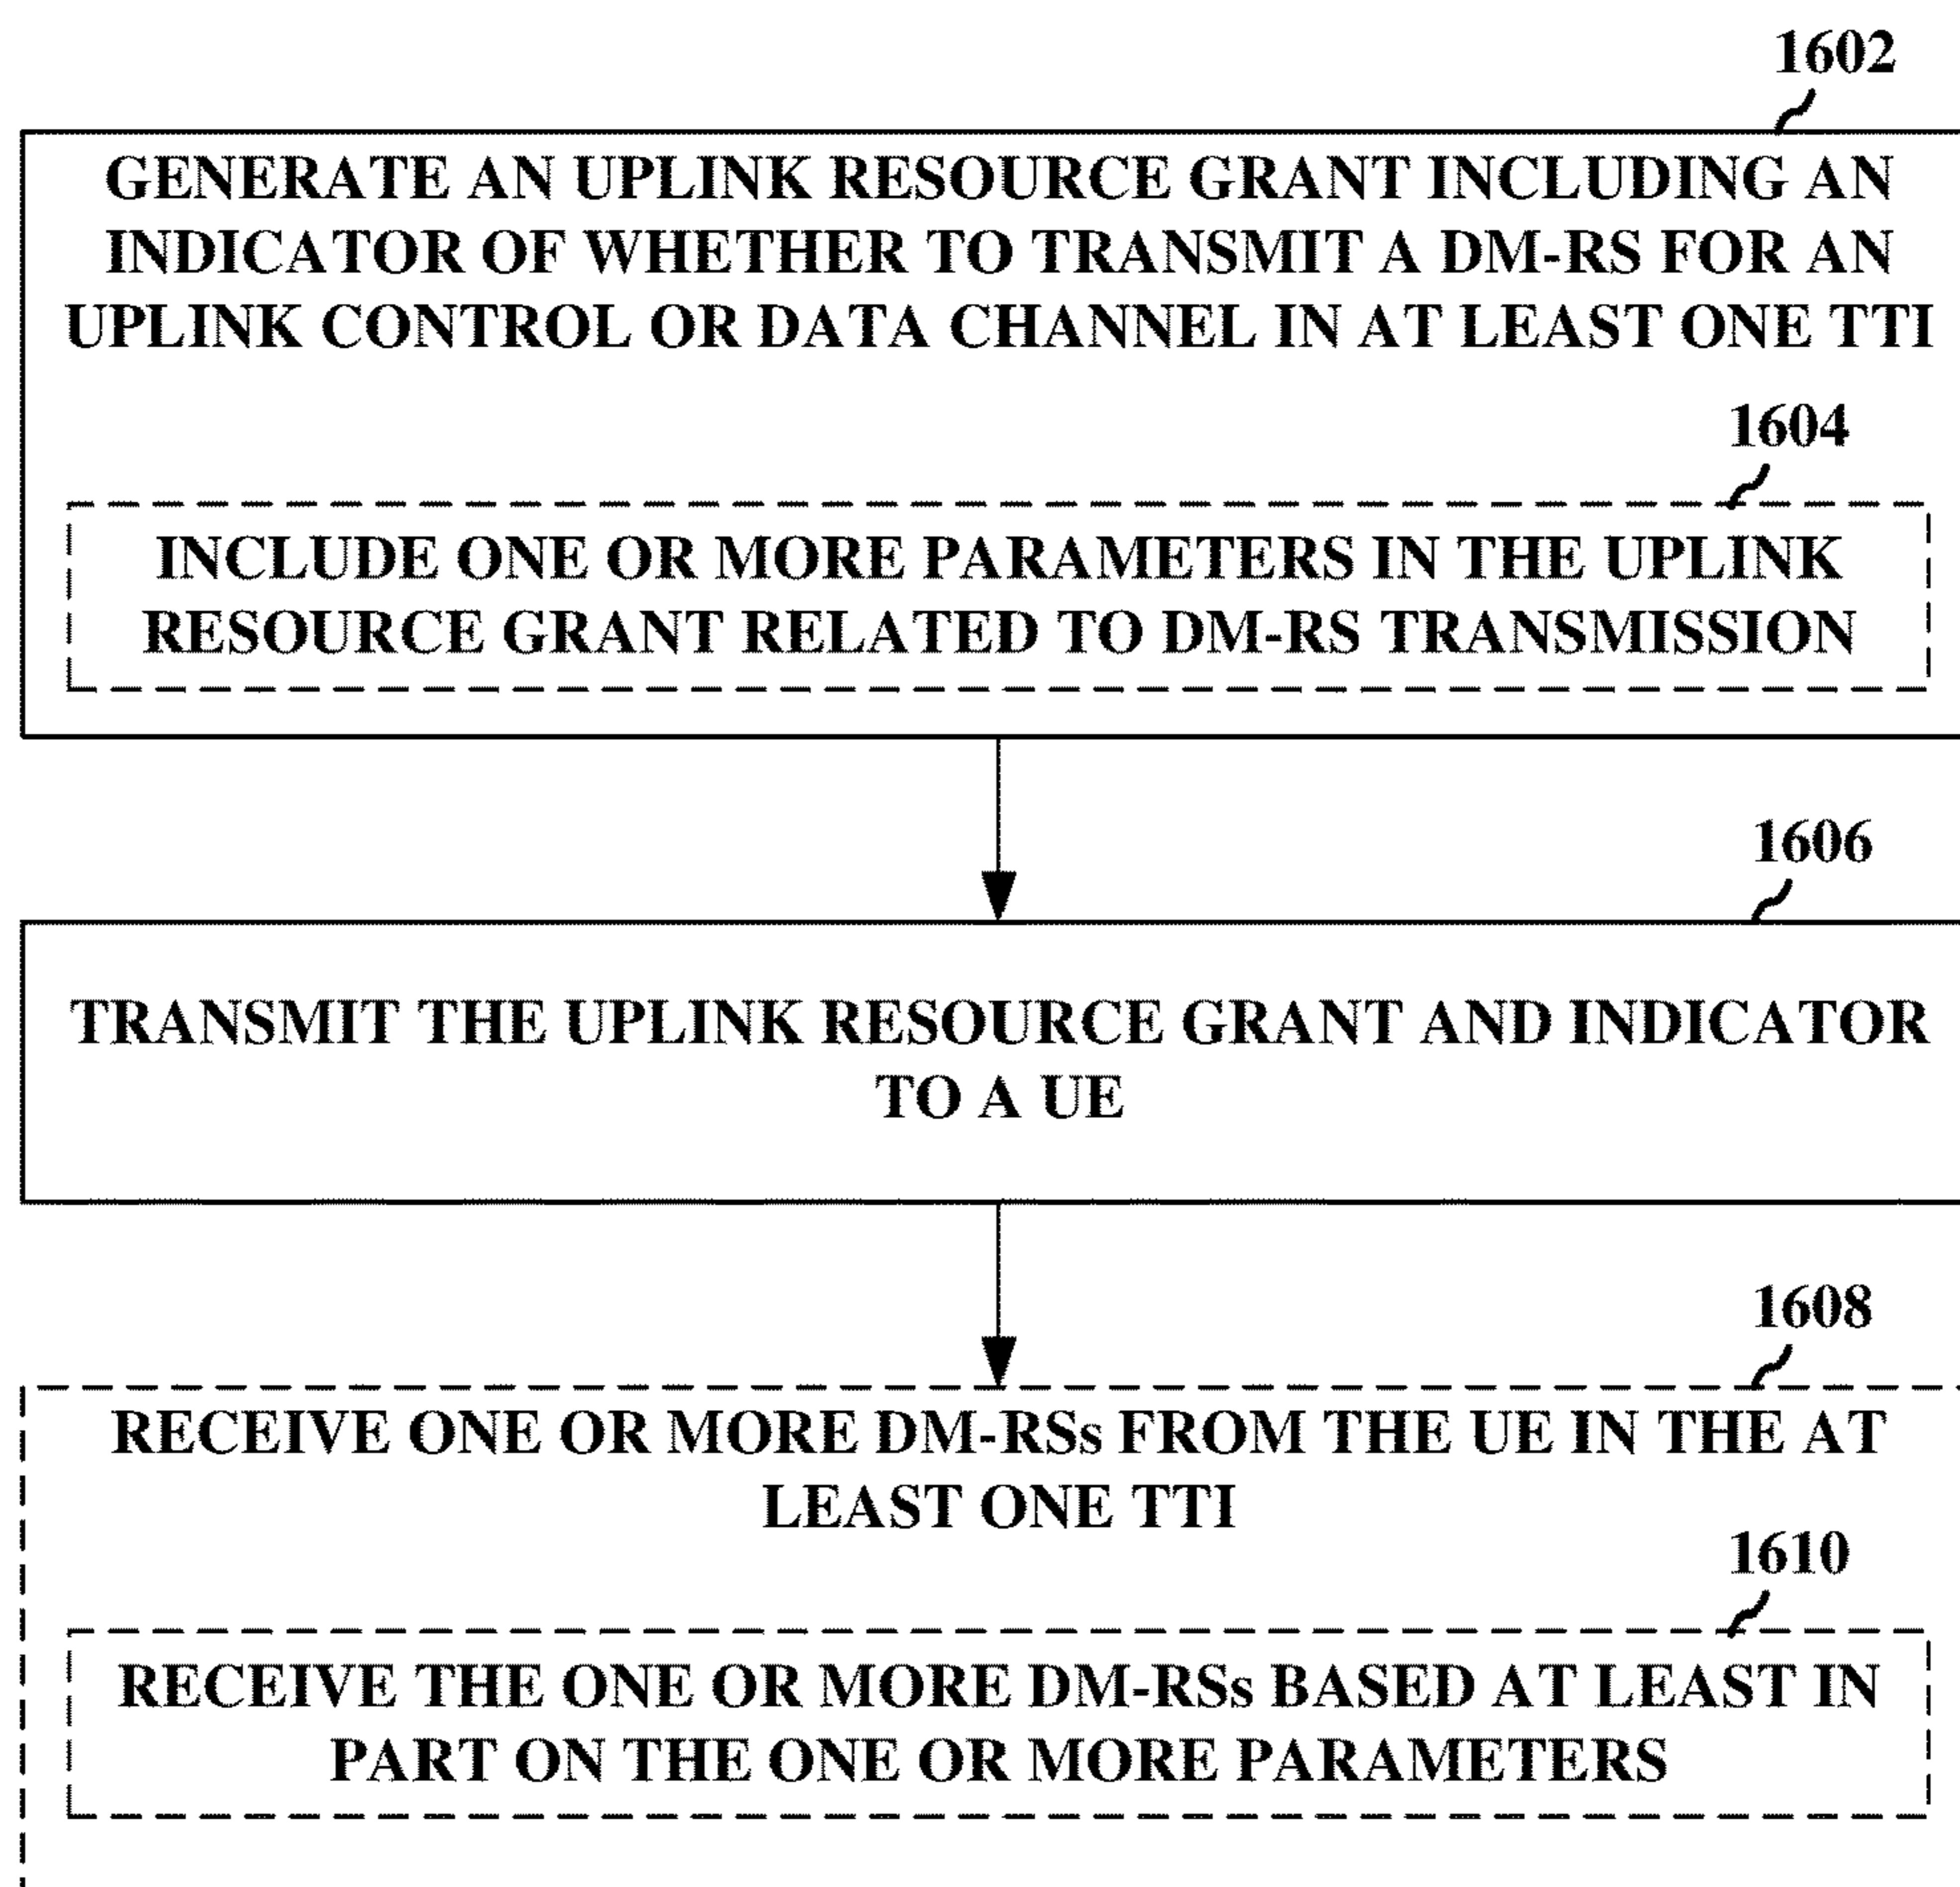 1602
GENERATE AN UPLINK RESOURCE GRANT INCLUDING AN
INDICATOR OF WHETHER TO TRANSMIT A DM-RS FOR AN
UPLINK CONTROL OR DATA CHANNEL IN AT LEAST ONE TTI
1604
INCLUDE ONE OR MORE PARAMETERS IN THE UPLINK
RESOURCE GRANT RELATED TO DM-RS TRANSMISSION
1606
TRANSMIT THE UPLINK RESOURCE GRANT AND INDICATOR
TO A UE
1608
RECEIVE ONE OR MORE DM-RSs FROM THE UE IN THE AT
LEAST ONE TTI
1610
RECEIVE THE ONE OR MORE DM-RSs BASED AT LEAST IN
PART ON THE ONE OR MORE PARAMETERS